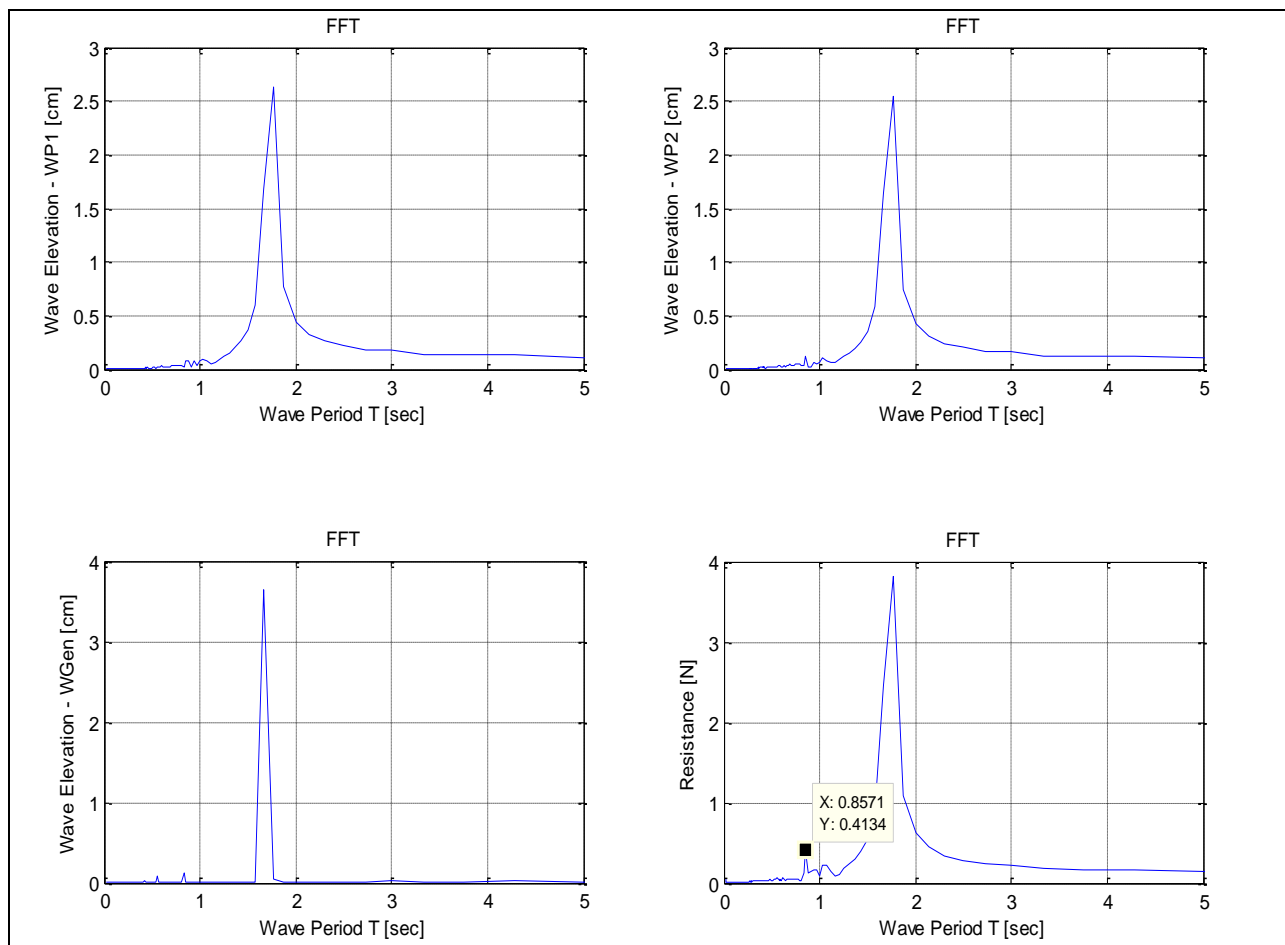 FFT
Wave Elevation - WP1 [cm]
3
2.5
2
1.5
1
0.5
0
0 1 2 3 4 5
Wave Period T [sec]
FFT
Wave Elevation - WP2 [cm]
3
2.5
2
1.5
1
0.5
0
0 1 2 3 4 5
Wave Period T [sec]
FFT
Wave Elevation - WGen [cm]
4
3
2
1
0
0 1 2 3 4 5
Wave Period T [sec]
FFT
Resistance [N]
4
3
2
1
0
X: 0.8571
Y: 0.4134
0 1 2 3 4 5
Wave Period T [sec]